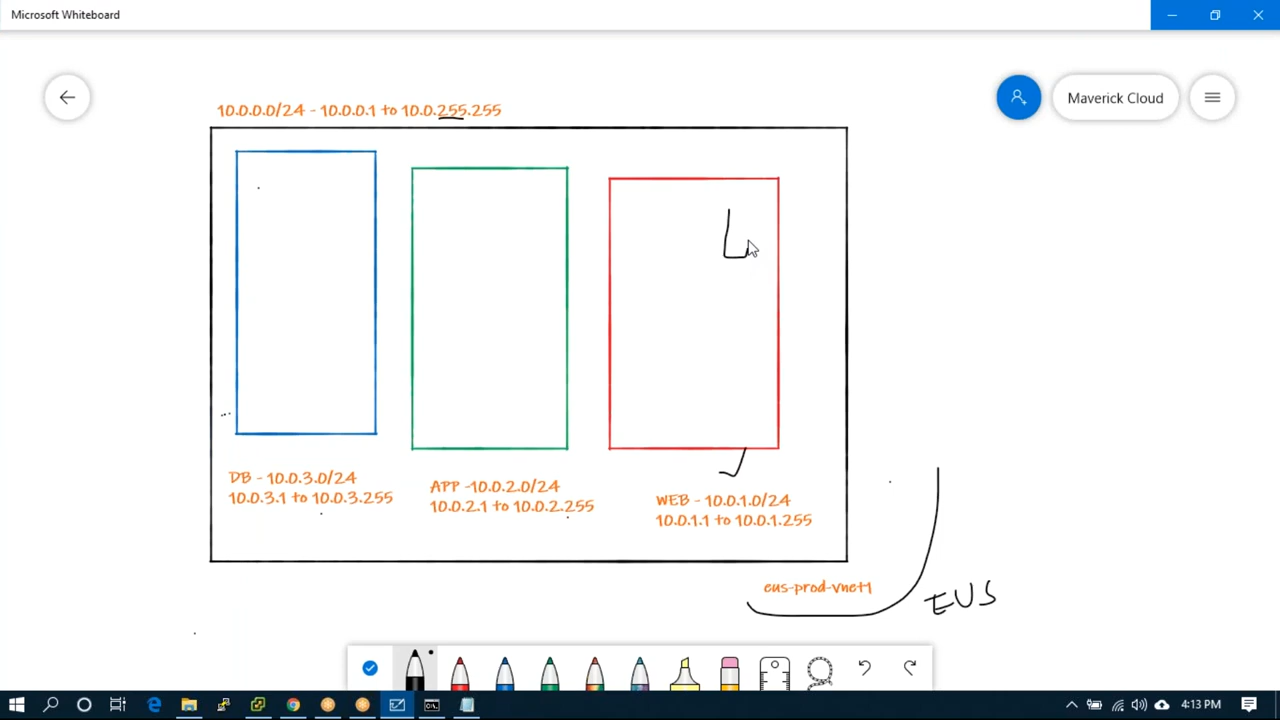 Microsoft Whiteboard
Maverick Cloud
10.0.0.0/24 - 10.0.0.1 to 10.0.255.255
DB - 10.0.3.0/24
10.0.3.1 to 10.0.3.255
APP -10.0.2.0/24
10.0.2.1 to 10.0.2.255
WEB - 10.0.1.0/24
10.0.1.1 to 10.0.1.255
eus-prod-vnet1
EUS
4:13 PM